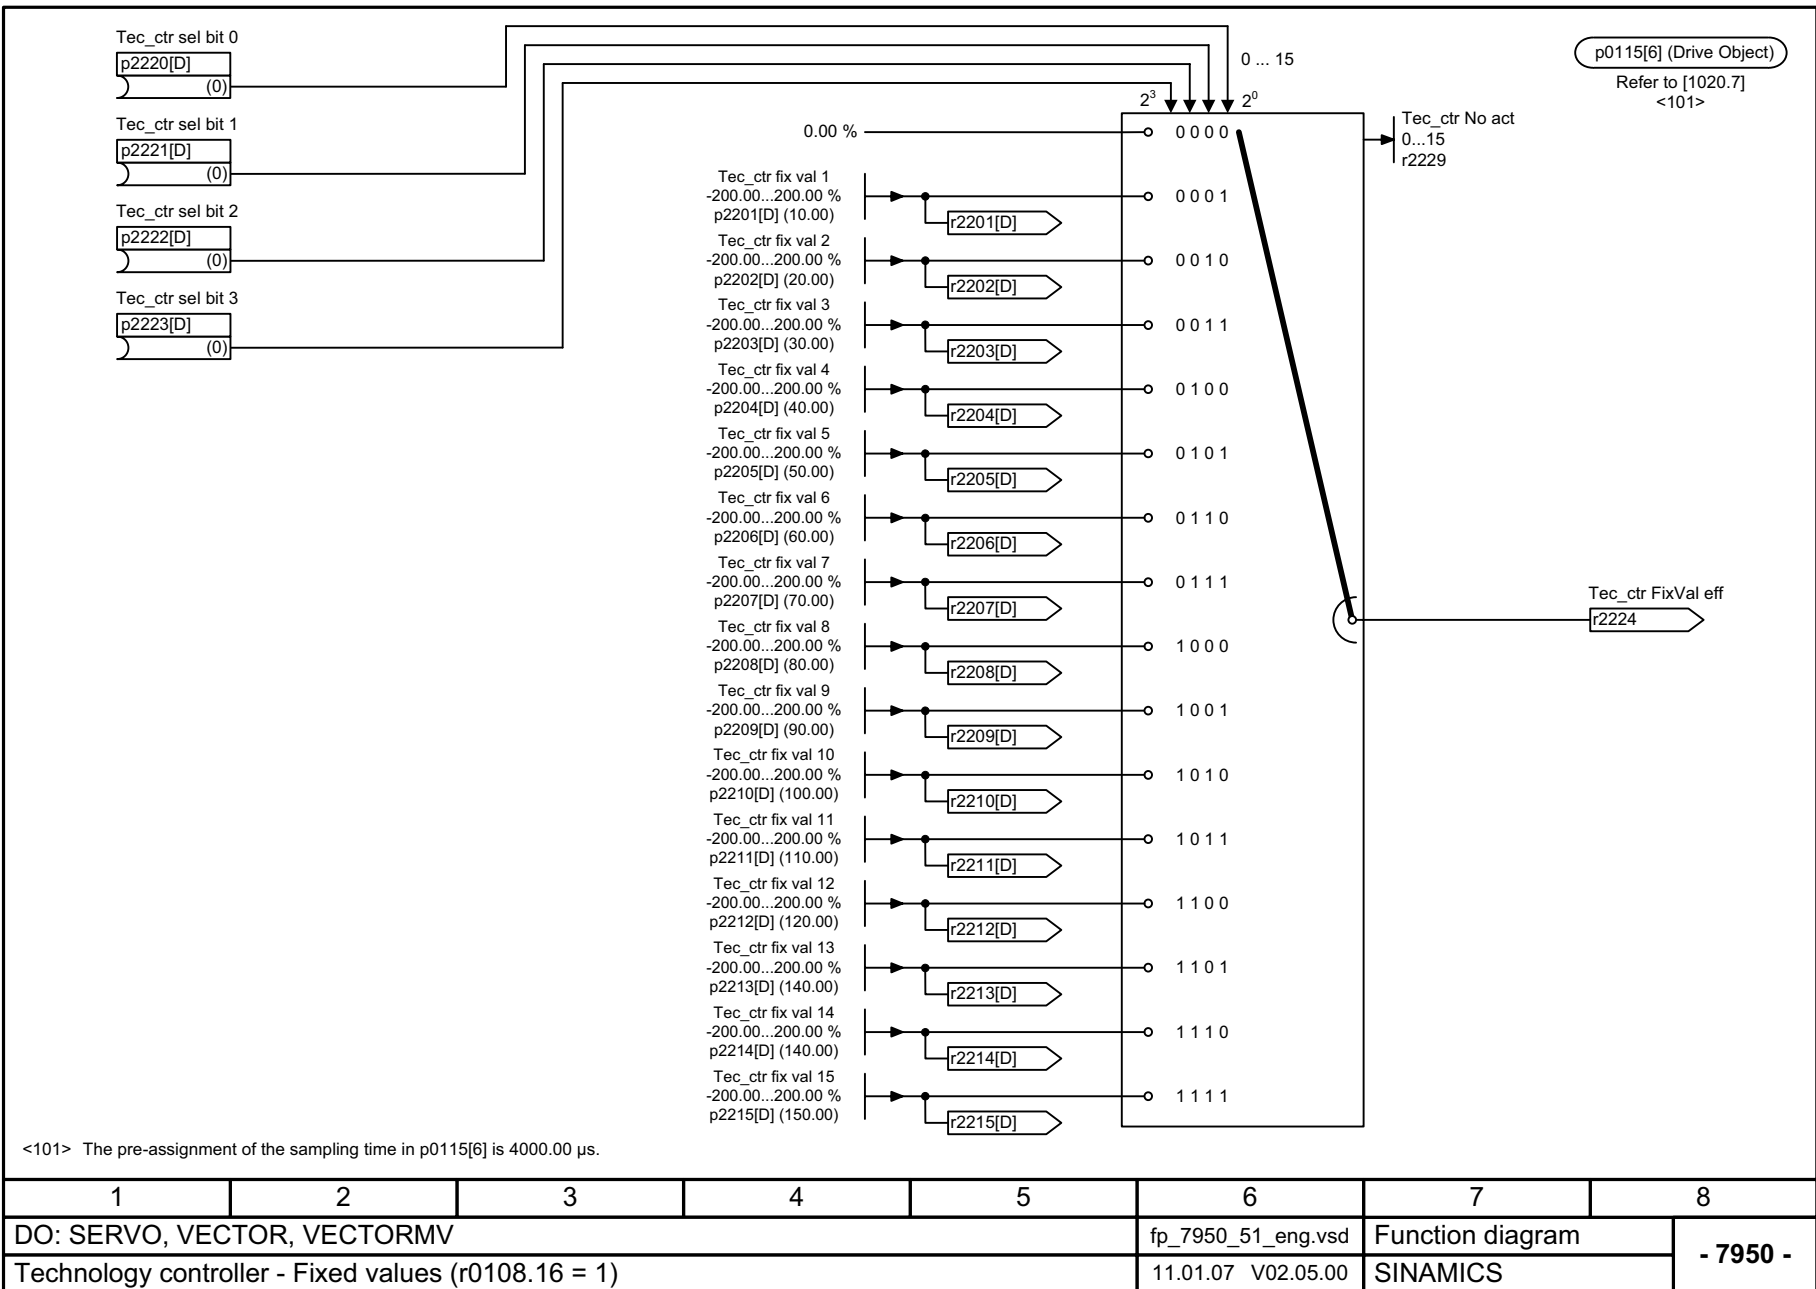 Tec_ctr sel bit 0
p2220[D]
(0)
Tec_ctr sel bit 1
p2221[D]
(0)
Tec_ctr sel bit 2
p2222[D]
(0)
Tec_ctr sel bit 3
p2223[D]
(0)
0 ... 15
2³ 2⁰
p0115[6] (Drive Object)
Refer to [1020.7]
<101>
Tec_ctr No act
0...15
r2229
0.00 % 0 0 0 0
Tec_ctr fix val 1
-200.00...200.00 % 0 0 0 1
p2201[D] (10.00)
r2201[D]
Tec_ctr fix val 2
-200.00...200.00 % 0 0 1 0
p2202[D] (20.00)
r2202[D]
Tec_ctr fix val 3
-200.00...200.00 % 0 0 1 1
p2203[D] (30.00)
r2203[D]
Tec_ctr fix val 4
-200.00...200.00 % 0 1 0 0
p2204[D] (40.00)
r2204[D]
Tec_ctr fix val 5
-200.00...200.00 % 0 1 0 1
p2205[D] (50.00)
r2205[D]
Tec_ctr fix val 6
-200.00...200.00 % 0 1 1 0
p2206[D] (60.00)
r2206[D]
Tec_ctr fix val 7
-200.00...200.00 % 0 1 1 1
p2207[D] (70.00)
r2207[D]
Tec_ctr fix val 8
-200.00...200.00 % 1 0 0 0
p2208[D] (80.00)
r2208[D]
Tec_ctr fix val 9
-200.00...200.00 % 1 0 0 1
p2209[D] (90.00)
r2209[D]
Tec_ctr fix val 10
-200.00...200.00 % 1 0 1 0
p2210[D] (100.00)
r2210[D]
Tec_ctr fix val 11
-200.00...200.00 % 1 0 1 1
p2211[D] (110.00)
r2211[D]
Tec_ctr fix val 12
-200.00...200.00 % 1 1 0 0
p2212[D] (120.00)
r2212[D]
Tec_ctr fix val 13
-200.00...200.00 % 1 1 0 1
p2213[D] (140.00)
r2213[D]
Tec_ctr fix val 14
-200.00...200.00 % 1 1 1 0
p2214[D] (140.00)
r2214[D]
Tec_ctr fix val 15
-200.00...200.00 % 1 1 1 1
p2215[D] (150.00)
r2215[D]
Tec_ctr FixVal eff
r2224
<101> The pre-assignment of the sampling time in p0115[6] is 4000.00 µs.
1 2 3 4 5 6 7 8
DO: SERVO, VECTOR, VECTORMV
fp_7950_51_eng.vsd
Function diagram
- 7950 -
Technology controller - Fixed values (r0108.16 = 1)
11.01.07 V02.05.00
SINAMICS